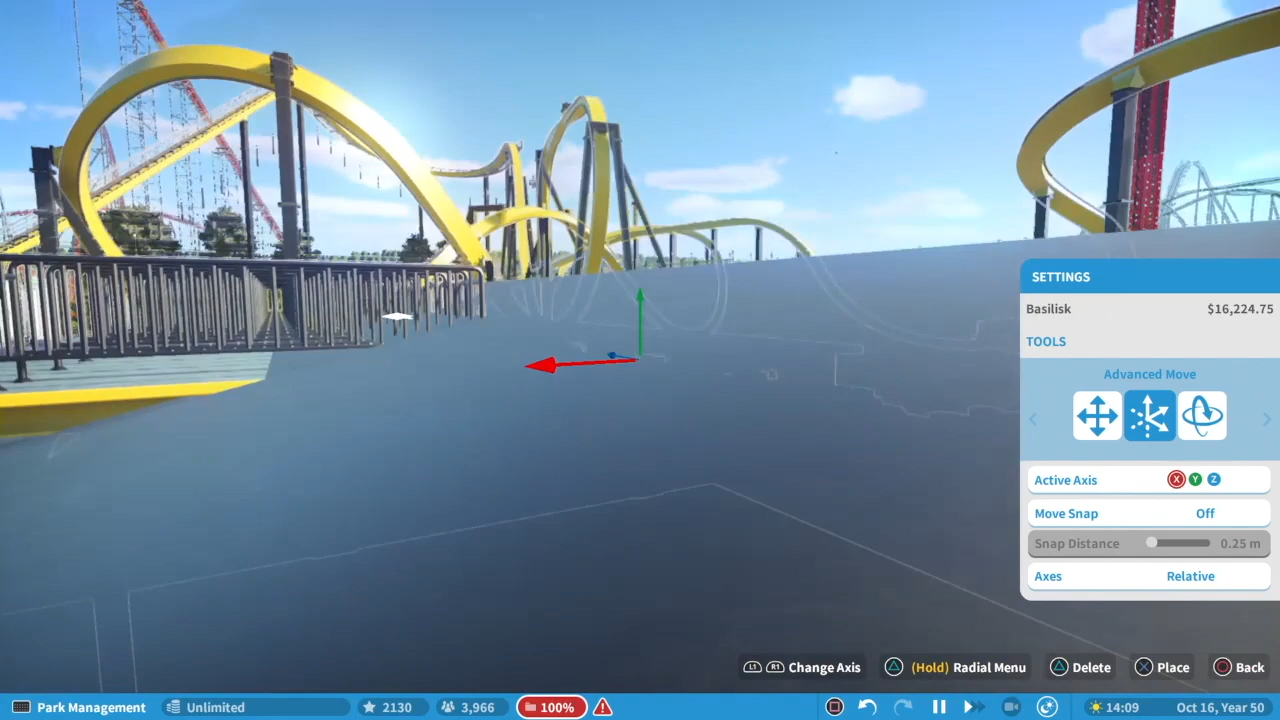 SETTINGS
Basilisk $16,224.75
TOOLS
Advanced Move
Active Axis X Y Z
Move Snap Off
Snap Distance 0.25 m
Axes Relative
L1 R1 Change Axis (Hold) Radial Menu Delete Place Back
Park Management Unlimited 2130 3,966 100% 14:09 Oct 16, Year 50